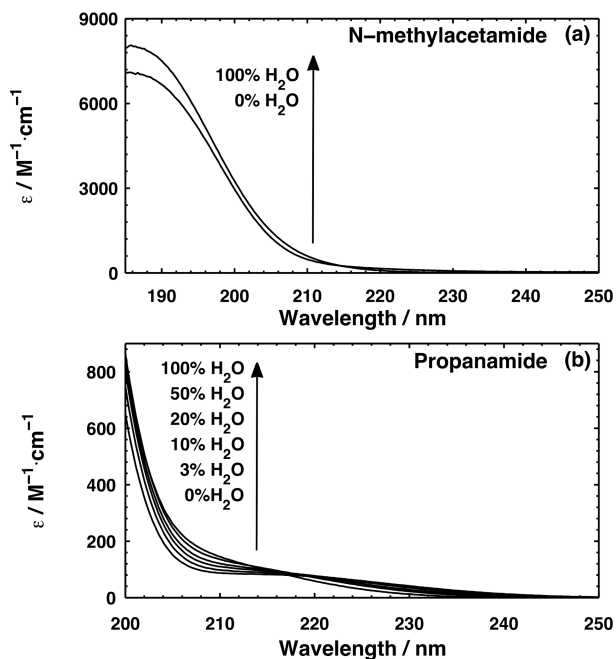 9000
N−methylacetamide (a)
100% H2O
0% H2O
6000
ε / M−1·cm−1
3000
0
190 200 210 220 230 240 250
Wavelength / nm
Propanamide (b)
800
100% H2O
50% H2O
20% H2O
600
10% H2O
3% H2O
0%H2O
ε / M−1·cm−1
400
200
0
200 210 220 230 240 250
Wavelength / nm